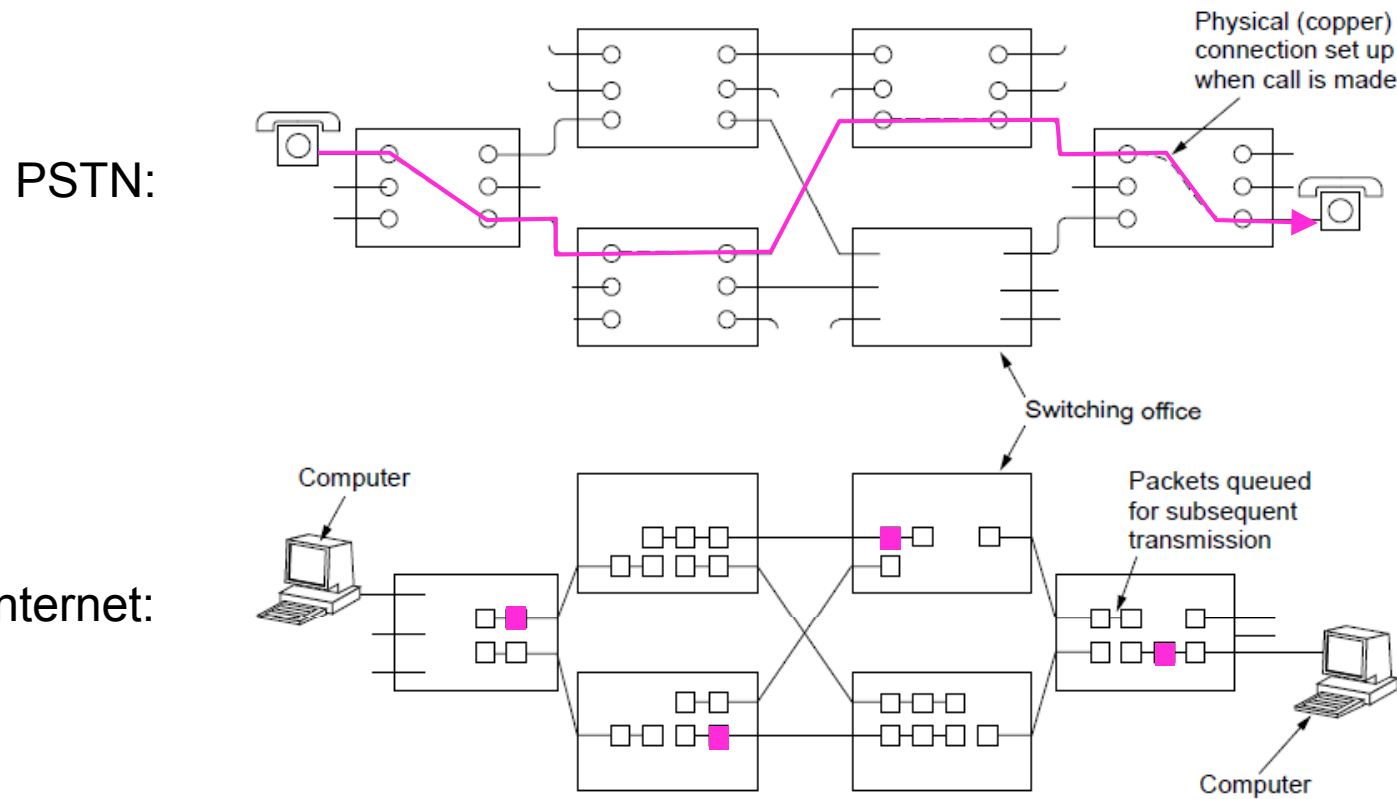 Physical (copper)
connection set up
when call is made
PSTN:
Switching office
Computer
Packets queued
for subsequent
transmission
nternet:
Computer